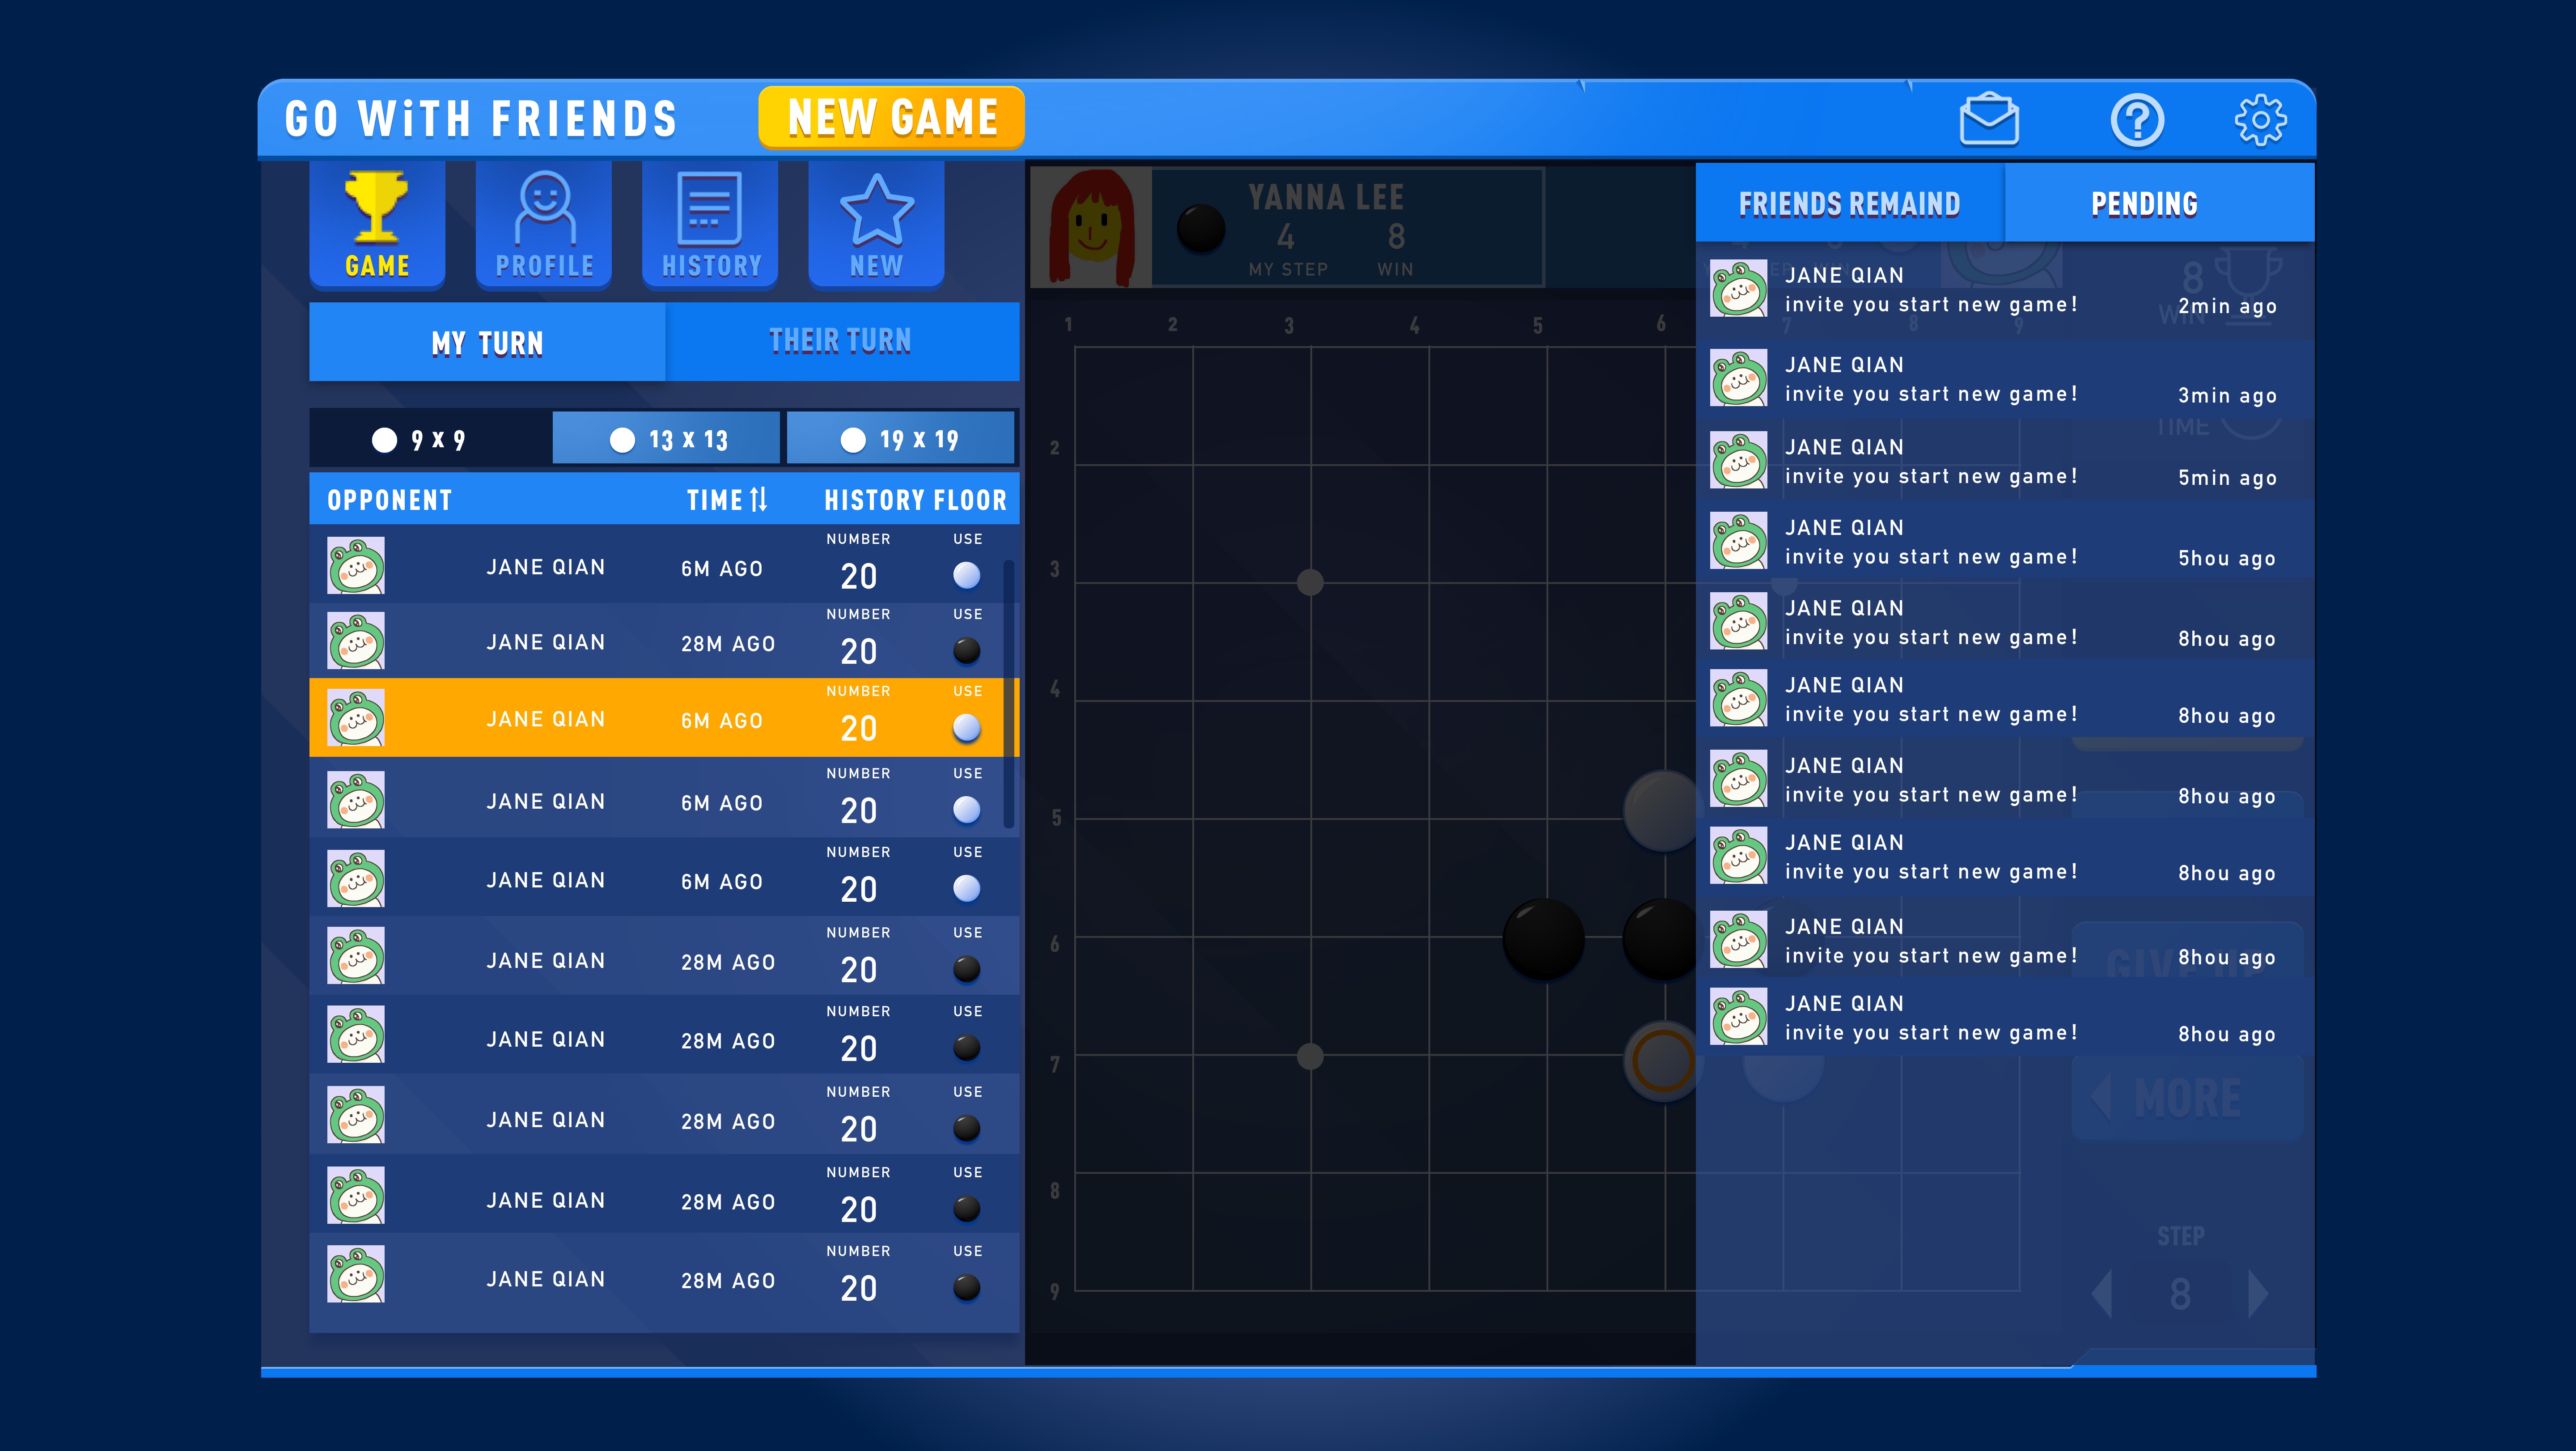 GO WiTH FRIENDS
NEW GAME
GAME
PROFILE
HISTORY
NEW
MY TURN
THEIR TURN
9 X 9
13 X 13
19 X 19
OPPONENT
TIME
HISTORY
FLOOR
JANE QIAN
6M AGO
NUMBER
20
USE
JANE QIAN
28M AGO
NUMBER
20
USE
JANE QIAN
6M AGO
NUMBER
20
USE
JANE QIAN
6M AGO
NUMBER
20
USE
JANE QIAN
6M AGO
NUMBER
20
USE
JANE QIAN
28M AGO
NUMBER
20
USE
JANE QIAN
28M AGO
NUMBER
20
USE
JANE QIAN
28M AGO
NUMBER
20
USE
JANE QIAN
28M AGO
NUMBER
20
USE
JANE QIAN
28M AGO
NUMBER
20
USE
YANNA LEE
4
8
MY STEP
WIN
1
2
3
4
5
6
7
8
9
2
3
4
5
6
7
8
9
FRIENDS REMAIND
PENDING
JANE QIAN
invite you start new game!
2min ago
JANE QIAN
invite you start new game!
3min ago
JANE QIAN
invite you start new game!
5min ago
JANE QIAN
invite you start new game!
5hou ago
JANE QIAN
invite you start new game!
8hou ago
JANE QIAN
invite you start new game!
8hou ago
JANE QIAN
invite you start new game!
8hou ago
JANE QIAN
invite you start new game!
8hou ago
JANE QIAN
invite you start new game!
8hou ago
JANE QIAN
invite you start new game!
8hou ago
8
WIN
TIME
GIVE UP
MORE
STEP
8